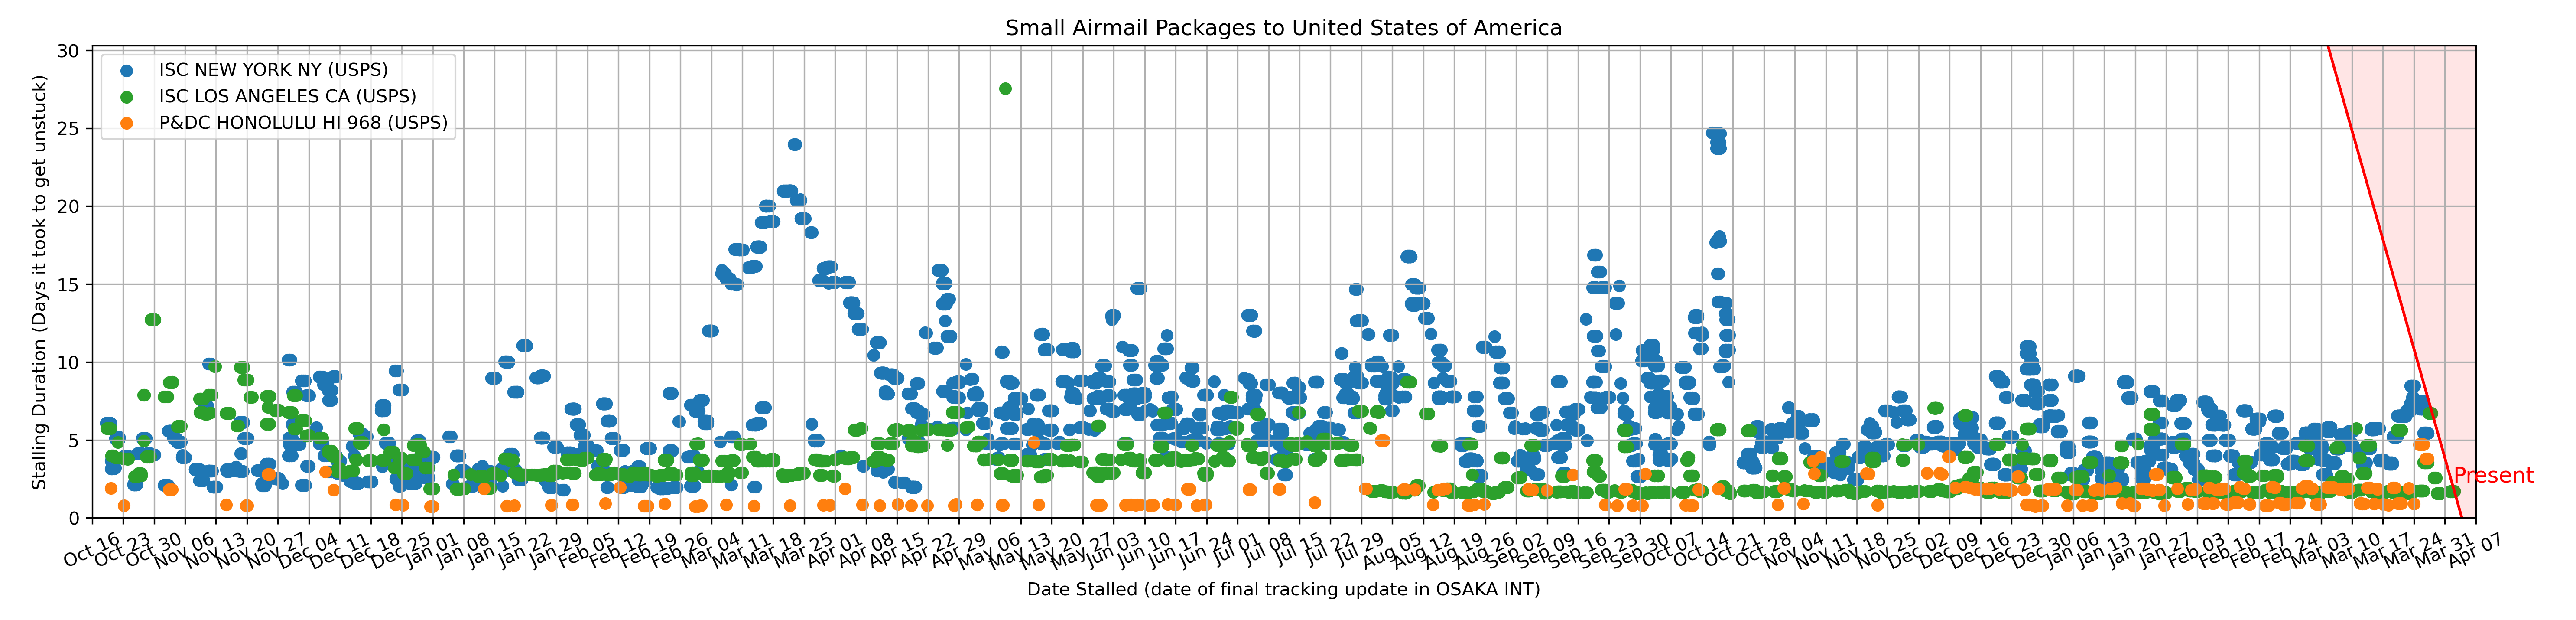 Small Airmail Packages to United States of America
ISC NEW YORK NY (USPS)
ISC LOS ANGELES CA (USPS)
P&DC HONOLULU HI 968 (USPS)
Stalling Duration (Days it took to get unstuck)
30
25
20
15
10
5
0
Present
Oct 16
Oct 23
Oct 30
Nov 06
Nov 13
Nov 20
Nov 27
Dec 04
Dec 11
Dec 18
Dec 25
Jan 01
Jan 08
Jan 15
Jan 22
Jan 29
Feb 05
Feb 12
Feb 19
Feb 26
Mar 04
Mar 11
Mar 18
Mar 25
Apr 01
Apr 08
Apr 15
Apr 22
Apr 29
May 06
May 13
May 20
May 27
Jun 03
Jun 10
Jun 17
Jun 24
Jul 01
Jul 08
Jul 15
Jul 22
Jul 29
Aug 05
Aug 12
Aug 19
Aug 26
Sep 02
Sep 09
Sep 16
Sep 23
Sep 30
Oct 07
Oct 14
Oct 21
Oct 28
Nov 04
Nov 11
Nov 18
Nov 25
Dec 02
Dec 09
Dec 16
Dec 23
Dec 30
Jan 06
Jan 13
Jan 20
Jan 27
Feb 03
Feb 10
Feb 17
Feb 24
Mar 03
Mar 10
Mar 17
Mar 24
Mar 31
Apr 07
Date Stalled (date of final tracking update in OSAKA INT)